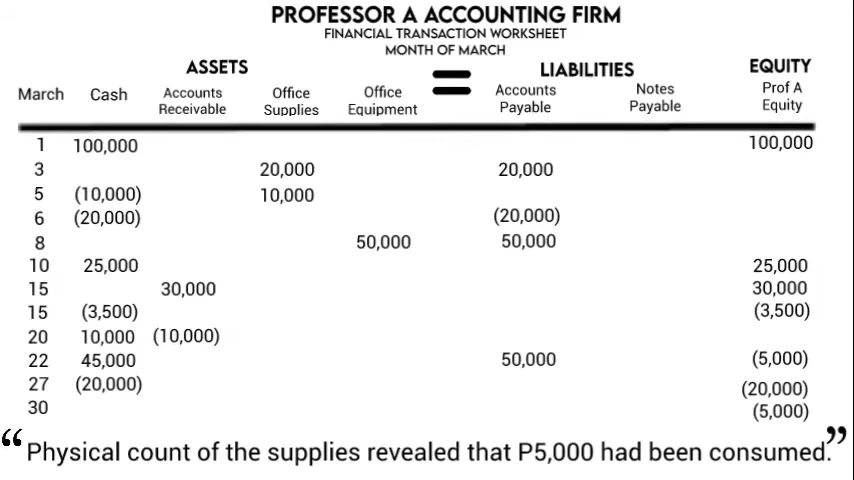 PROFESSOR A ACCOUNTING FIRM
FINANCIAL TRANSACTION WORKSHEET
MONTH OF MARCH
ASSETS = LIABILITIES EQUITY
March Cash Accounts Receivable Office Supplies Office Equipment Accounts Payable Notes Payable Prof A Equity
1 100,000 100,000
3 20,000 20,000
5 (10,000) 10,000
6 (20,000) (20,000)
8 50,000 50,000
10 25,000 25,000
15 30,000 30,000
15 (3,500) (3,500)
20 10,000 (10,000)
22 45,000 50,000 (5,000)
27 (20,000) (20,000)
30 (5,000)
“Physical count of the supplies revealed that P5,000 had been consumed.”